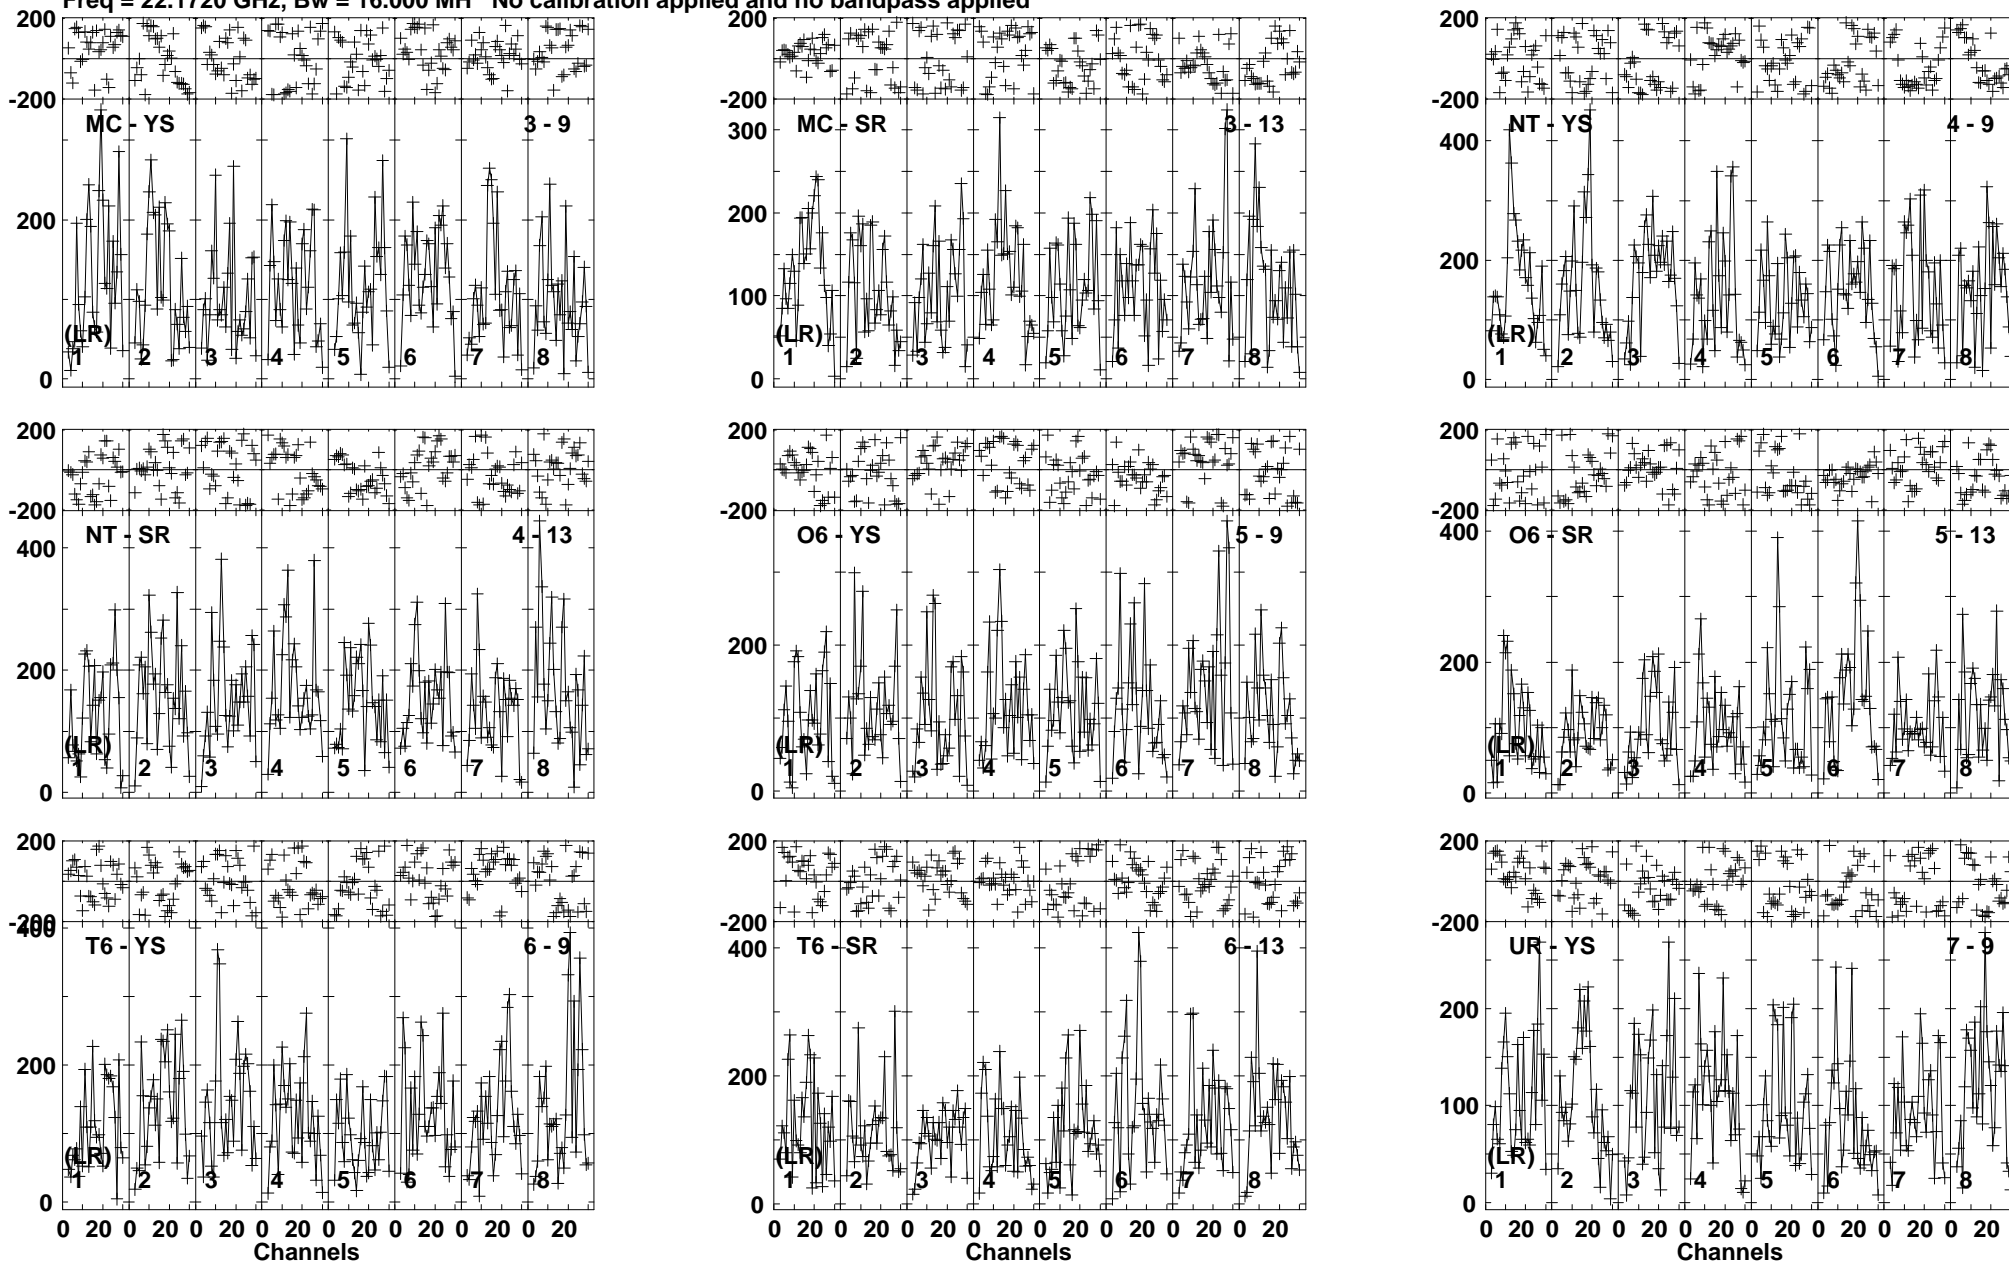 Freq = 22.1720 GHz, Bw = 16.000 MH No calibration applied and no bandpass applied
200 200 200
-200 -200 -200
MC - YS 3 - 9 MC - SR 3 - 13 NT - YS 4 - 9
300 400
200 200 200
100
(LR) (LR) (LR)
1 2 3 4 5 6 7 8 1 2 3 4 5 6 7 8 1 2 3 4 5 6 7 8
0 0 0
200 200 200
-200 -200 -200
NT - SR 4 - 13 O6 - YS 5 - 9 O6 - SR 5 - 13
400 400
200 200 200
(LR) (LR) (LR)
1 2 3 4 5 6 7 8 1 2 3 4 5 6 7 8 1 2 3 4 5 6 7 8
0 0 0
200 200 200
-200 -200 -200
400
T6 - YS 6 - 9 T6 - SR 6 - 13 UR - YS 7 - 9
400
200 200 200
100
(LR) (LR) (LR)
1 2 3 4 5 6 7 8 1 2 3 4 5 6 7 8 1 2 3 4 5 6 7 8
0 0 0
0 20 0 20 0 20 0 20 0 20 0 20 0 20 0 20 0 20 0 20 0 20 0 20 0 20 0 20 0 20 0 20 0 20 0 20 0 20 0 20 0 20 0 20 0 20 0 20
Channels Channels Channels